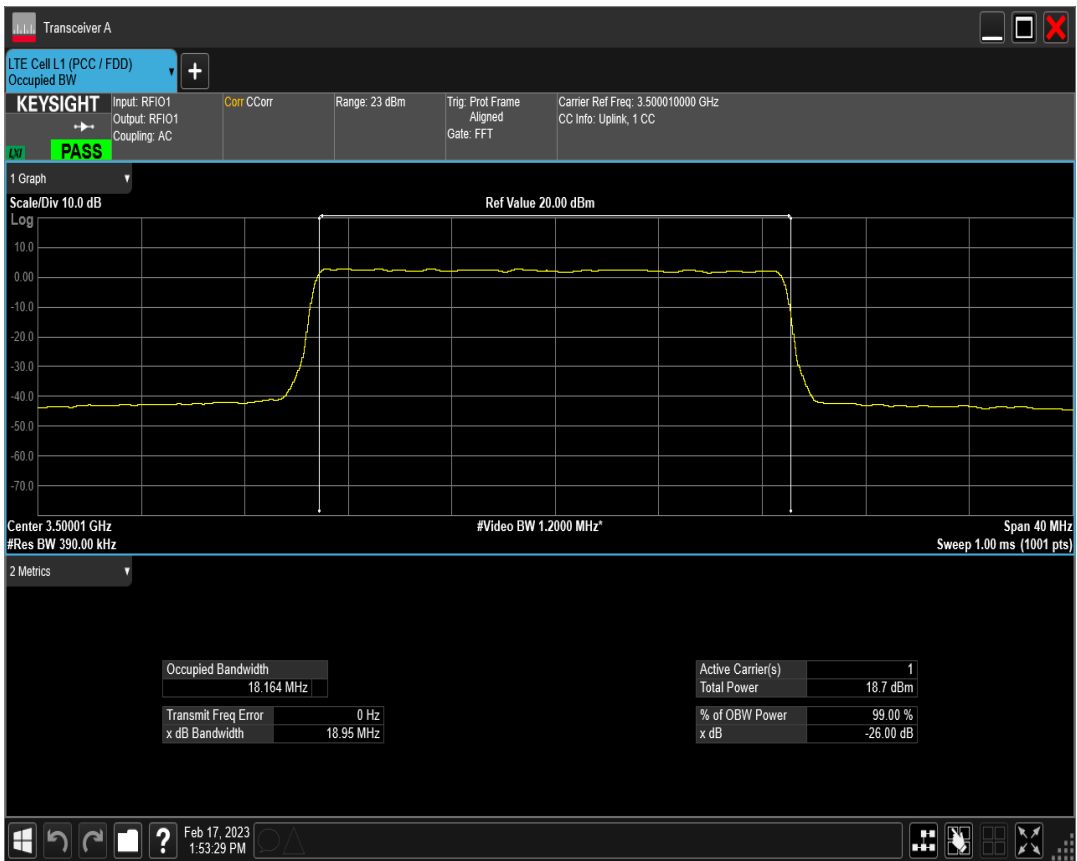 Transceiver A
LTE Cell L1 (PCC / FDD)
Occupied BW
+
KEYSIGHT
LXI
PASS
Input: RFIO1
Output: RFIO1
Coupling: AC
Corr CCorr
Range: 23 dBm
Trig: Prot Frame
Aligned
Gate: FFT
Carrier Ref Freq: 3.500010000 GHz
CC Info: Uplink, 1 CC
1 Graph
Scale/Div 10.0 dB
Ref Value 20.00 dBm
Log
10.0
0.00
-10.0
-20.0
-30.0
-40.0
-50.0
-60.0
-70.0
Center 3.50001 GHz
#Video BW 1.2000 MHz*
Span 40 MHz
#Res BW 390.00 kHz
Sweep 1.00 ms (1001 pts)
2 Metrics
Occupied Bandwidth
18.164 MHz
Transmit Freq Error 0 Hz
x dB Bandwidth 18.95 MHz
Active Carrier(s) 1
Total Power 18.7 dBm
% of OBW Power 99.00 %
x dB -26.00 dB
?
Feb 17, 2023
1:53:29 PM